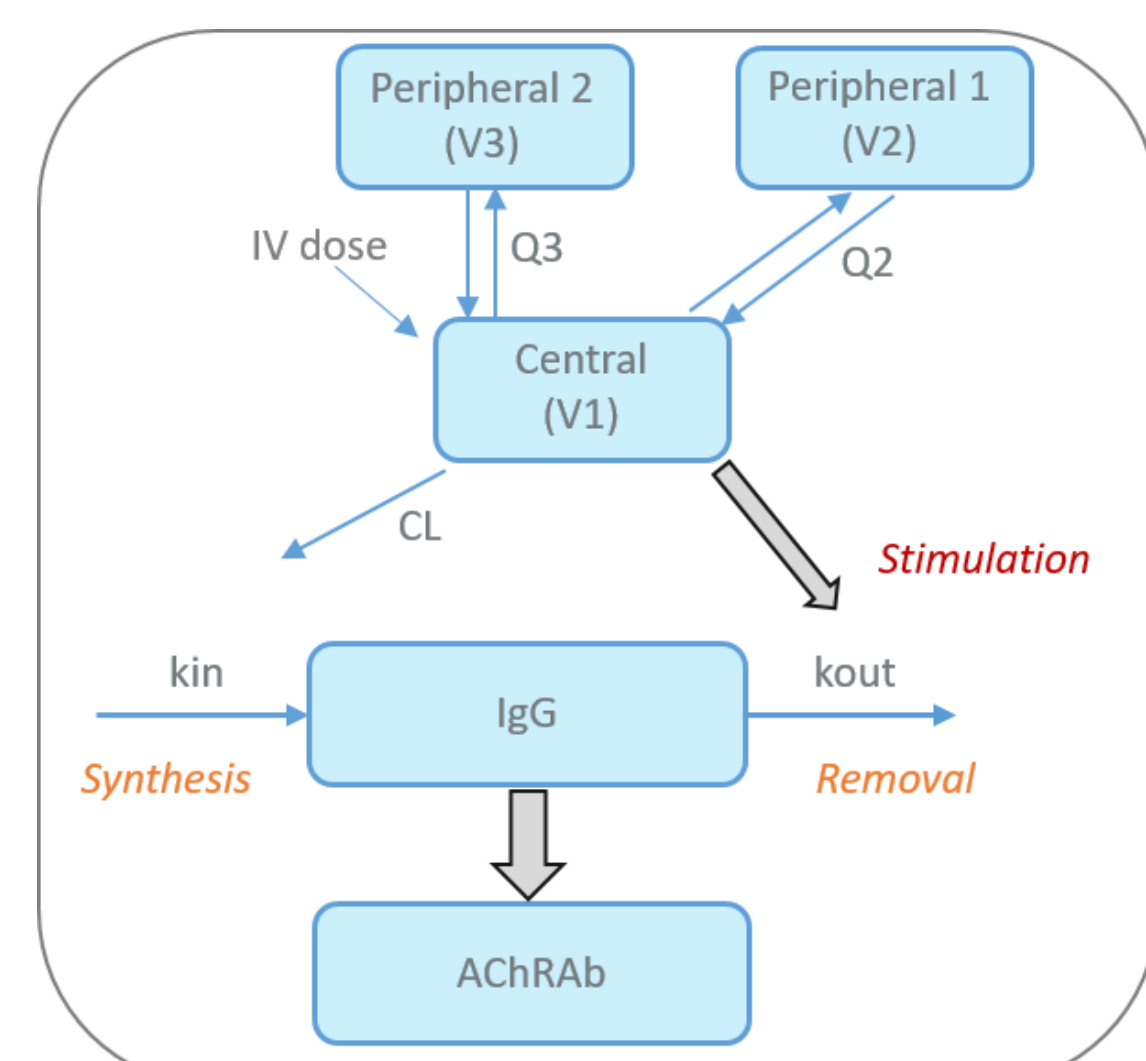 Peripheral 2
(V3)
Peripheral 1
(V2)
IV dose
Q3
Q2
Central
(V1)
CL
Stimulation
kin
IgG
kout
Synthesis
Removal
AChRAb